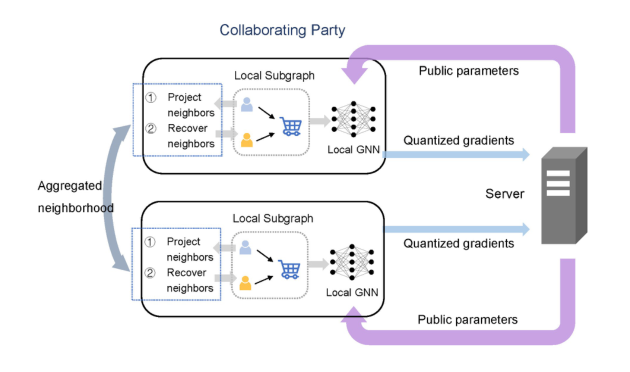 Collaborating Party
Public parameters
Local Subgraph
① Project
neighbors
② Recover
neighbors
Local GNN
Quantized gradients
Aggregated
neighborhood
Server
Local Subgraph
① Project
neighbors
② Recover
neighbors
Local GNN
Quantized gradients
Public parameters